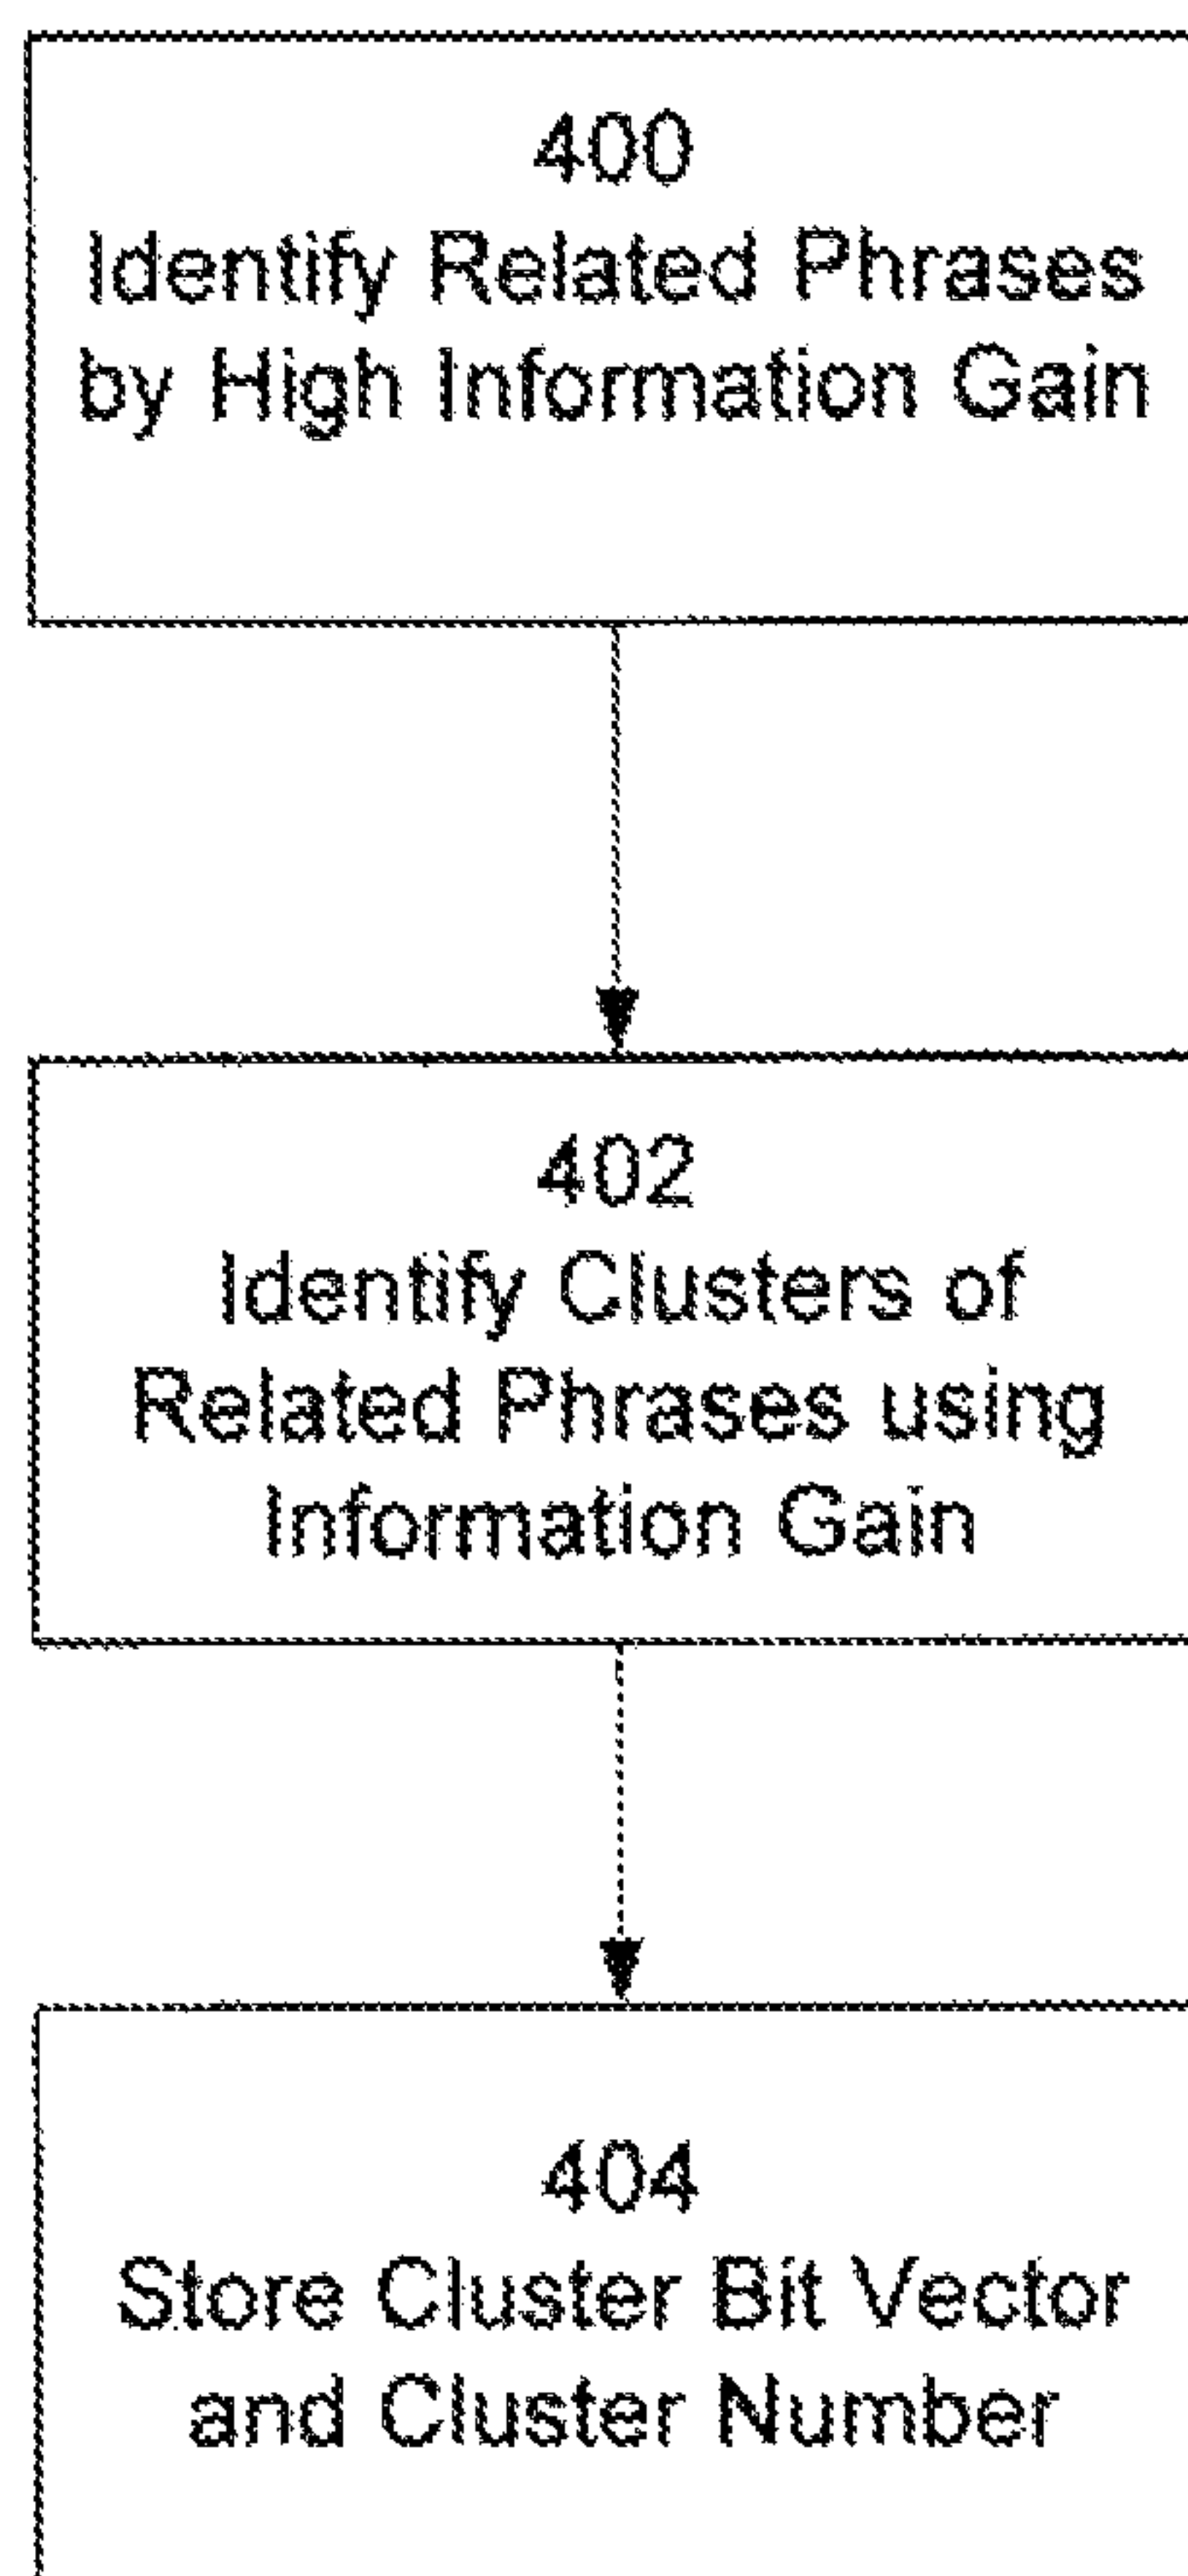 400
Identify Related Phrases
by High Information Gain
402
Identify Clusters of
Related Phrases using
Information Gain
404
Store Cluster Bit Vector
and Cluster Number